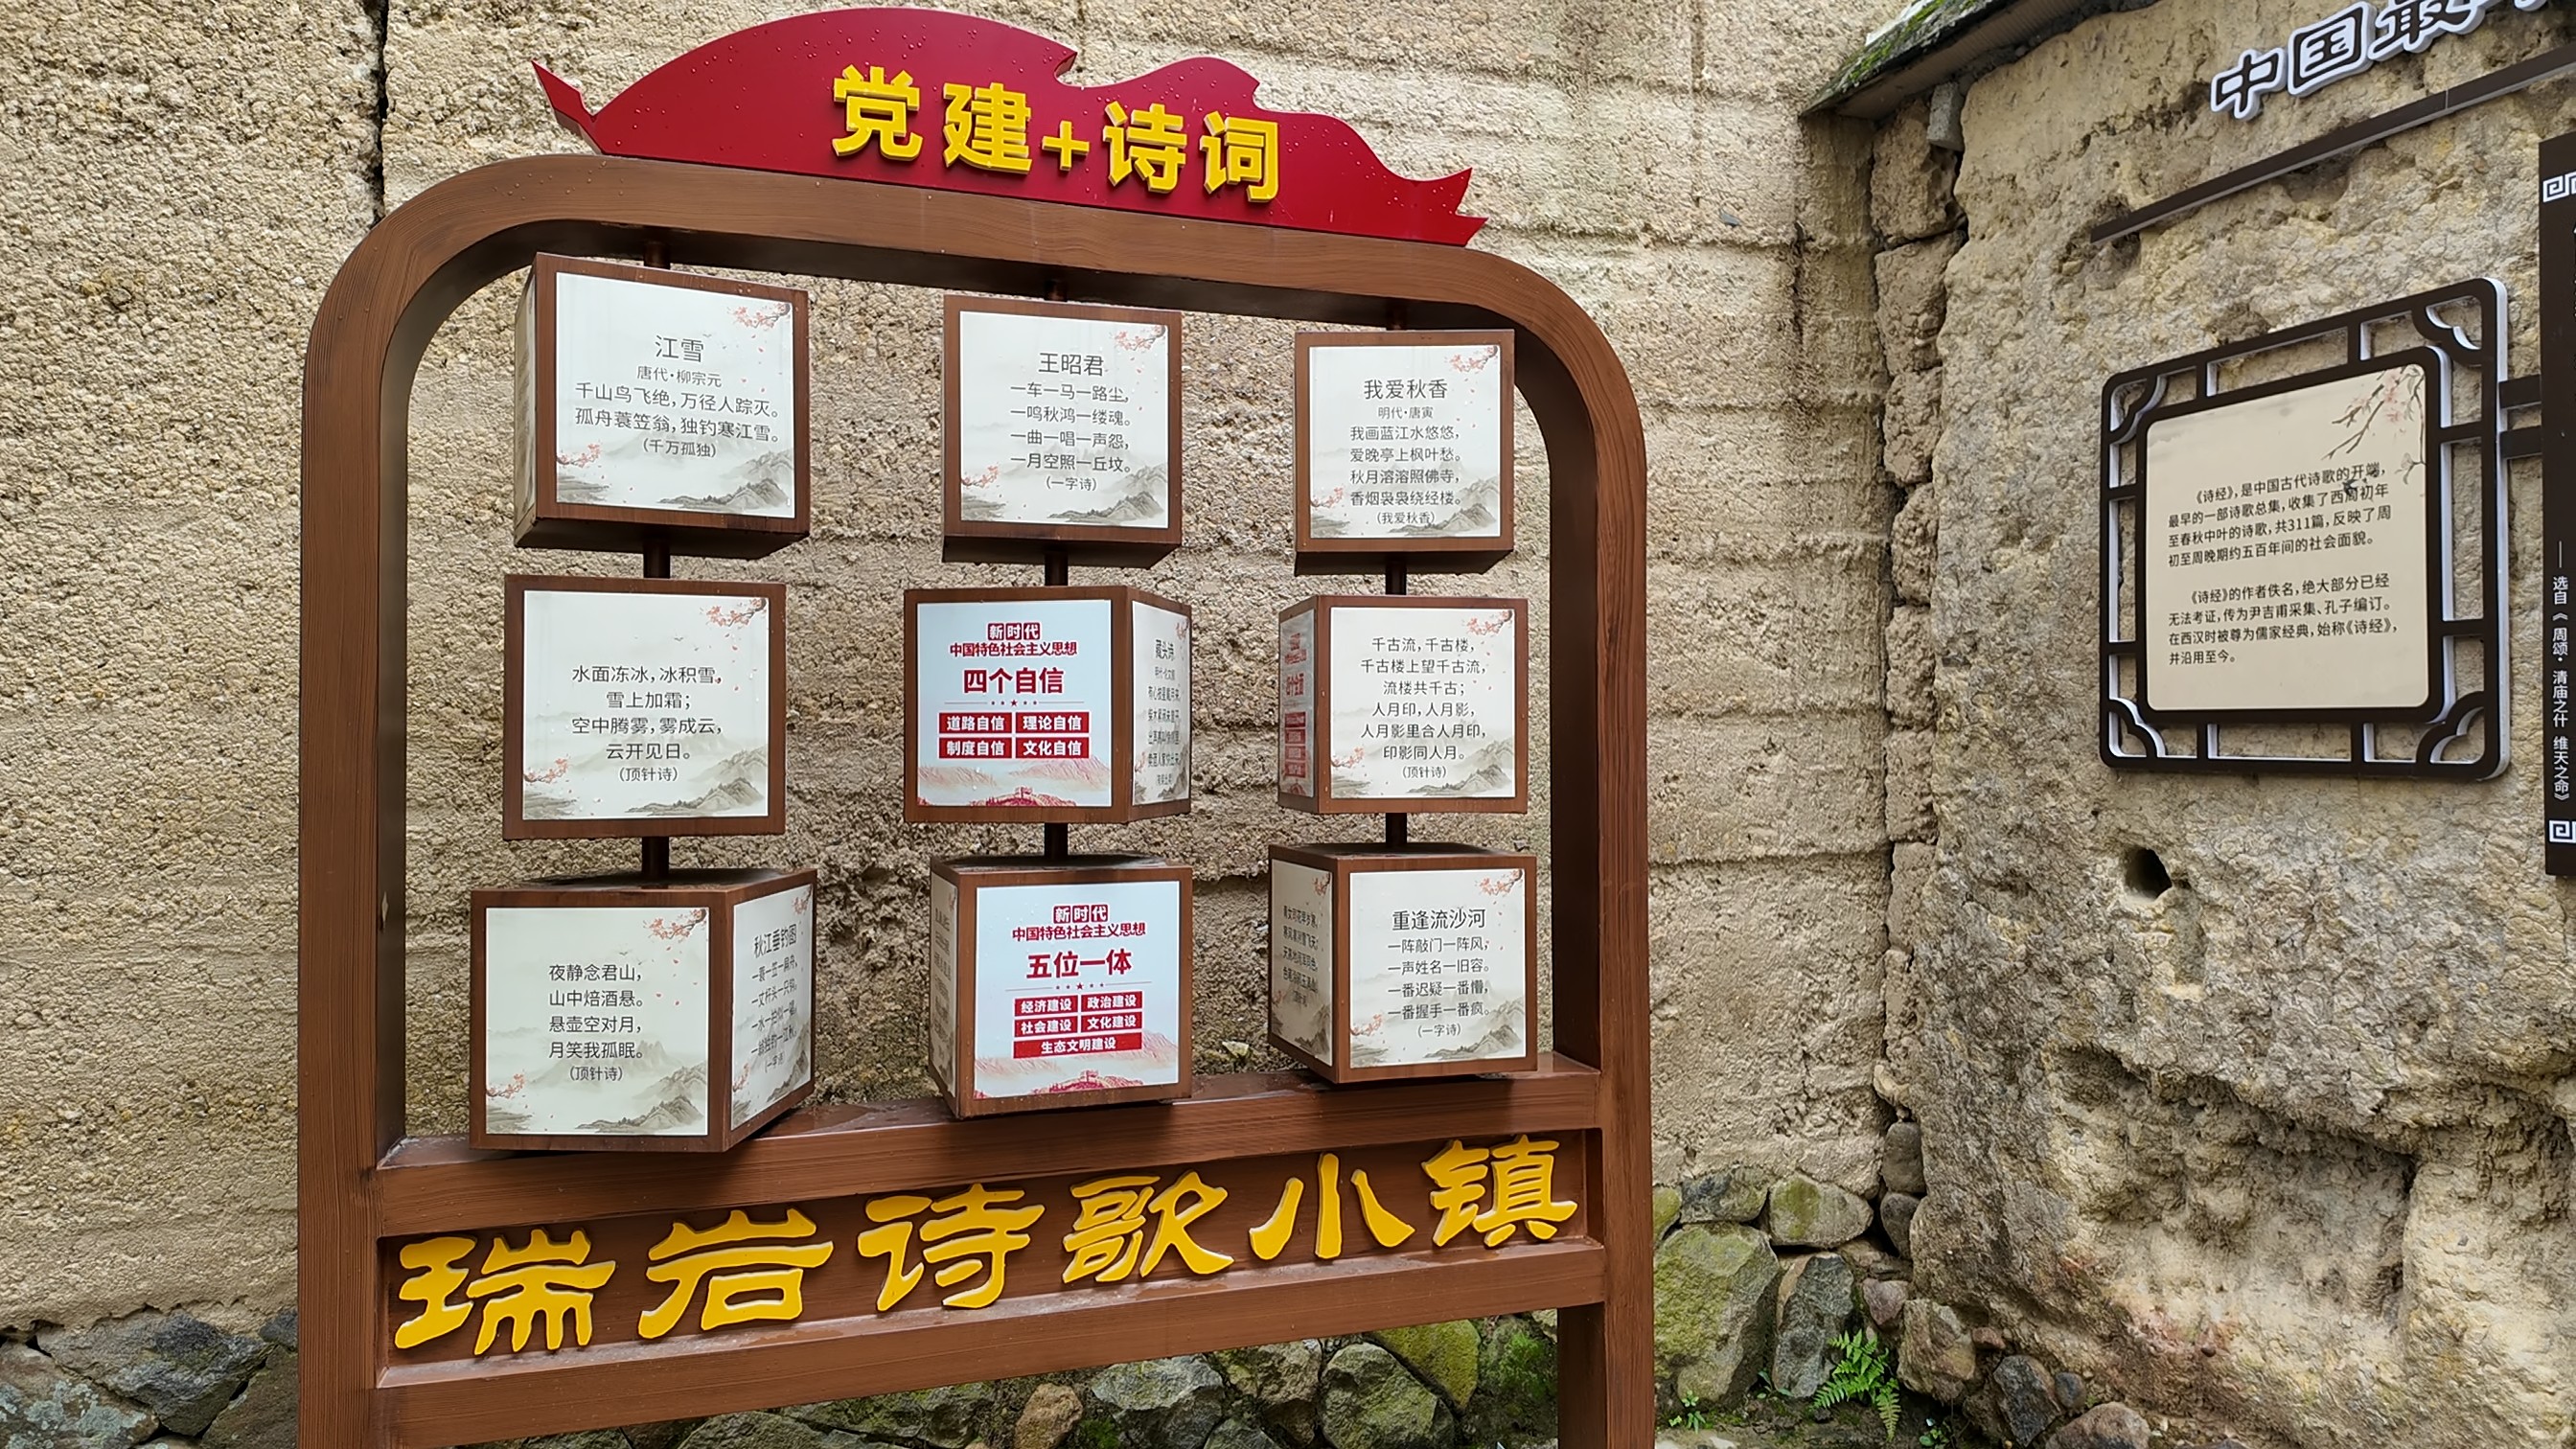 党建+诗词
江雪
唐代·柳宗元
千山鸟飞绝,万径人踪灭。
孤舟蓑笠翁,独钓寒江雪。
(千万孤独)
王昭君
一车一马一路尘,
一鸣秋鸿一缕魂。
一曲一唱一声怨,
一月空照一丘坟。
(一字诗)
我爱秋香
明代·唐寅
我画蓝江水悠悠,
爱晚亭上枫叶愁。
秋月溶溶照佛寺,
香烟袅袅绕经楼。
(我爱秋香)
水面冻冰,冰积雪,
雪上加霜;
空中腾雾,雾成云,
云开见日。
(顶针诗)
新时代
中国特色社会主义思想
四个自信
道路自信 理论自信
制度自信 文化自信
藏头诗
千古流,千古楼,
千古楼上望千古流,
流楼共千古;
人月印,人月影,
人月影里合人月印,
印影同人月。
(顶针诗)
夜静念君山,
山中焙酒悬。
悬壶空对月,
月笑我孤眠。
(顶针诗)
秋江垂钓图
新时代
中国特色社会主义思想
五位一体
经济建设 政治建设
社会建设 文化建设
生态文明建设
重逢流沙河
一阵敲门一阵风,
一声姓名一旧容。
一番迟疑一番懵,
一番握手一番疯。
(一字诗)
瑞岩诗歌小镇
中国最
《诗经》,是中国古代诗歌的开端,
最早的一部诗歌总集,收集了西周初年
至春秋中叶的诗歌,共311篇,反映了周
初至周晚期约五百年间的社会面貌。
《诗经》的作者佚名,绝大部分已经
无法考证,传为尹吉甫采集、孔子编订。
在西汉时被尊为儒家经典,始称《诗经》,
并沿用至今。
——选自《周颂·清庙之什 维天之命》